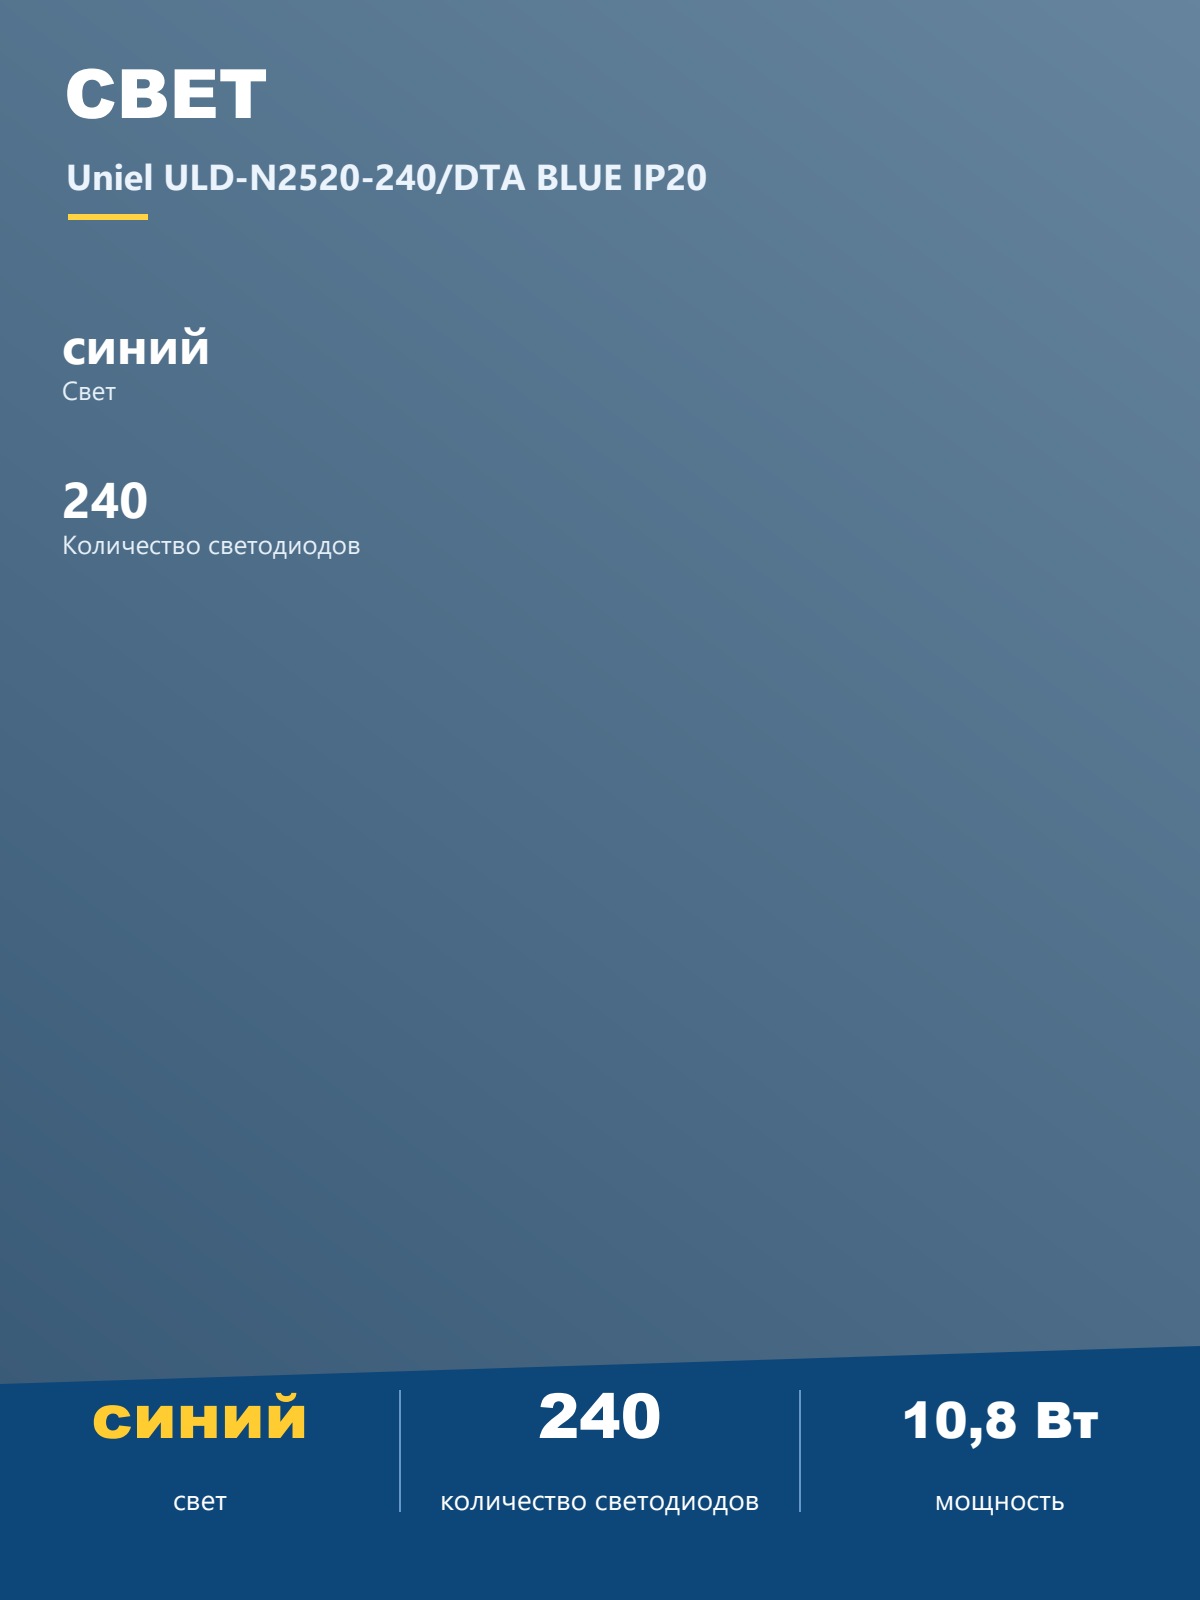 СВЕТ
Uniel ULD-N2520-240/DTA BLUE IP20
синий
Свет
240
Количество светодиодов
синий
свет
240
количество светодиодов
10,8 Вт
мощность